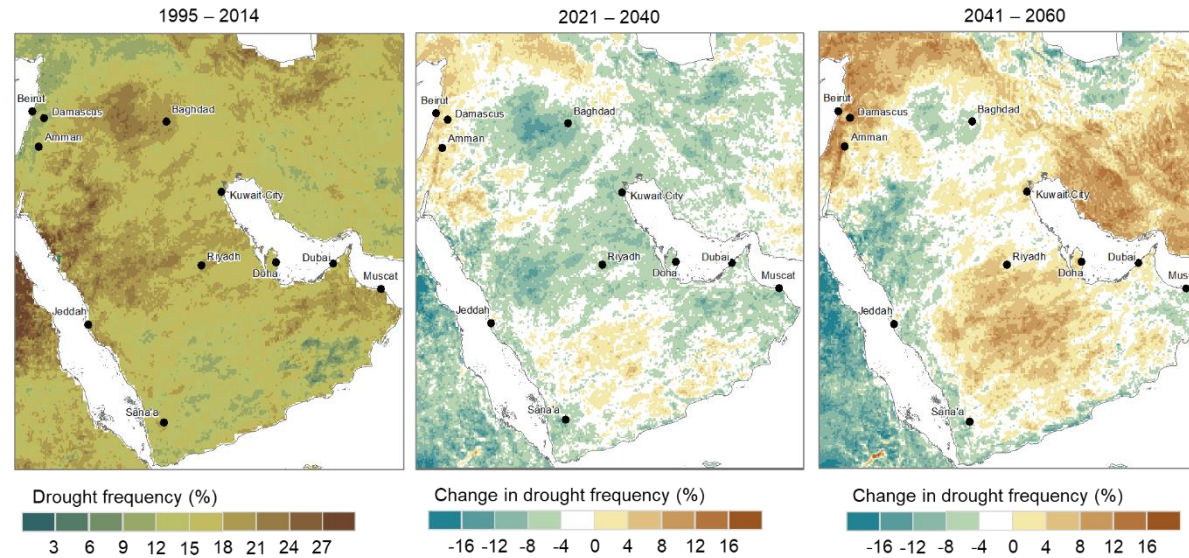 1995 – 2014
2021 – 2040
2041 – 2060
Beirut
Damascus
Baghdad
Amman
Kuwait City
Riyadh
Doha
Dubai
Muscat
Jeddah
Sana'a
Beirut
Damascus
Baghdad
Amman
Kuwait City
Riyadh
Doha
Dubai
Muscat
Jeddah
Sana'a
Beirut
Damascus
Baghdad
Amman
Kuwait City
Riyadh
Doha
Dubai
Muscat
Jeddah
Sana'a
Drought frequency (%)
3 6 9 12 15 18 21 24 27
Change in drought frequency (%)
-16 -12 -8 -4 0 4 8 12 16
Change in drought frequency (%)
-16 -12 -8 -4 0 4 8 12 16